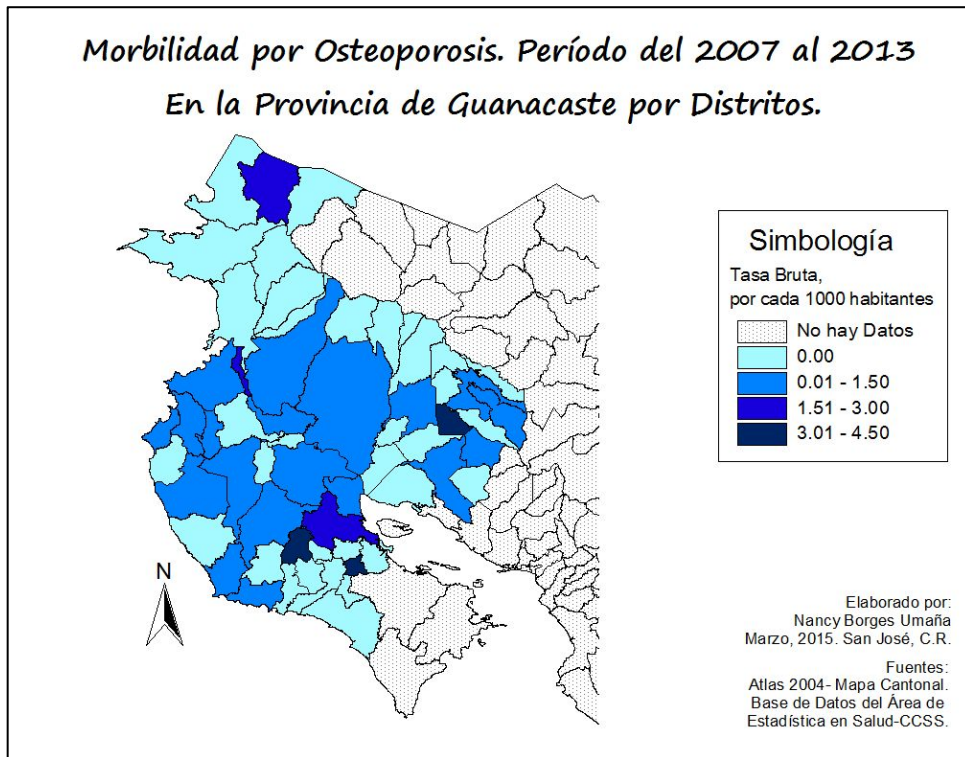 Morbilidad por Osteoporosis. Período del 2007 al 2013
En la Provincia de Guanacaste por Distritos.
Simbología
Tasa Bruta,
por cada 1000 habitantes
No hay Datos
0.00
0.01 - 1.50
1.51 - 3.00
3.01 - 4.50
N
Elaborado por:
Nancy Borges Umaña
Marzo, 2015. San José, C.R.
Fuentes:
Atlas 2004- Mapa Cantonal.
Base de Datos del Área de
Estadística en Salud-CCSS.